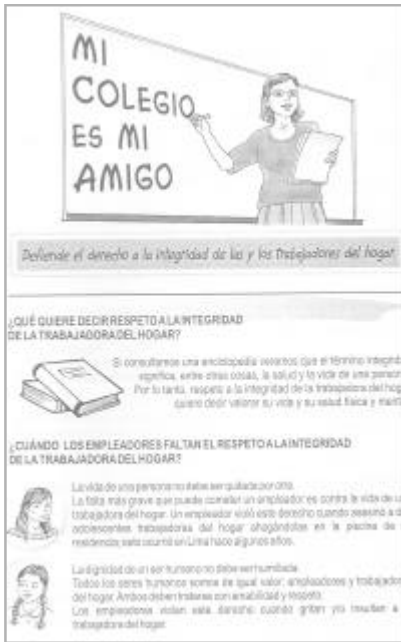 MI
COLEGIO
ES MI
AMIGO
Defiende el derecho a la integridad de las y los trabajadores del hogar
¿QUÉ QUIERE DECIR RESPETO A LA INTEGRIDAD
DE LA TRABAJADORA DEL HOGAR?
Si consultamos una enciclopedia veremos que el término integridad
significa, entre otras cosas, la salud y la vida de una persona
Por lo tanto, respeto a la integridad de la trabajadora del hogar
quiere decir valorar su vida y su salud física y mental
¿CUÁNDO LOS EMPLEADORES FALTAN EL RESPETO A LA INTEGRIDAD
DE LA TRABAJADORA DEL HOGAR?
La vida de una persona no debe ser quitada por otra.
La falta más grave que puede cometer un empleador es contra la vida de
trabajadora del hogar. Un empleador violó este derecho cuando asesinó a
adolescentes trabajadoras del hogar ahogándolas en la piscina de
residencia; esto ocurrió en Lima hace algunos años.
La dignidad de un ser humano no debe ser humillada.
Todos los seres humanos somos de igual valor; empleadores y trabajadores
del hogar. Ambos deben tratarse con amabilidad y respeto.
Los empleadores violan este derecho cuando gritan y/o insultan a
trabajadora del hogar.